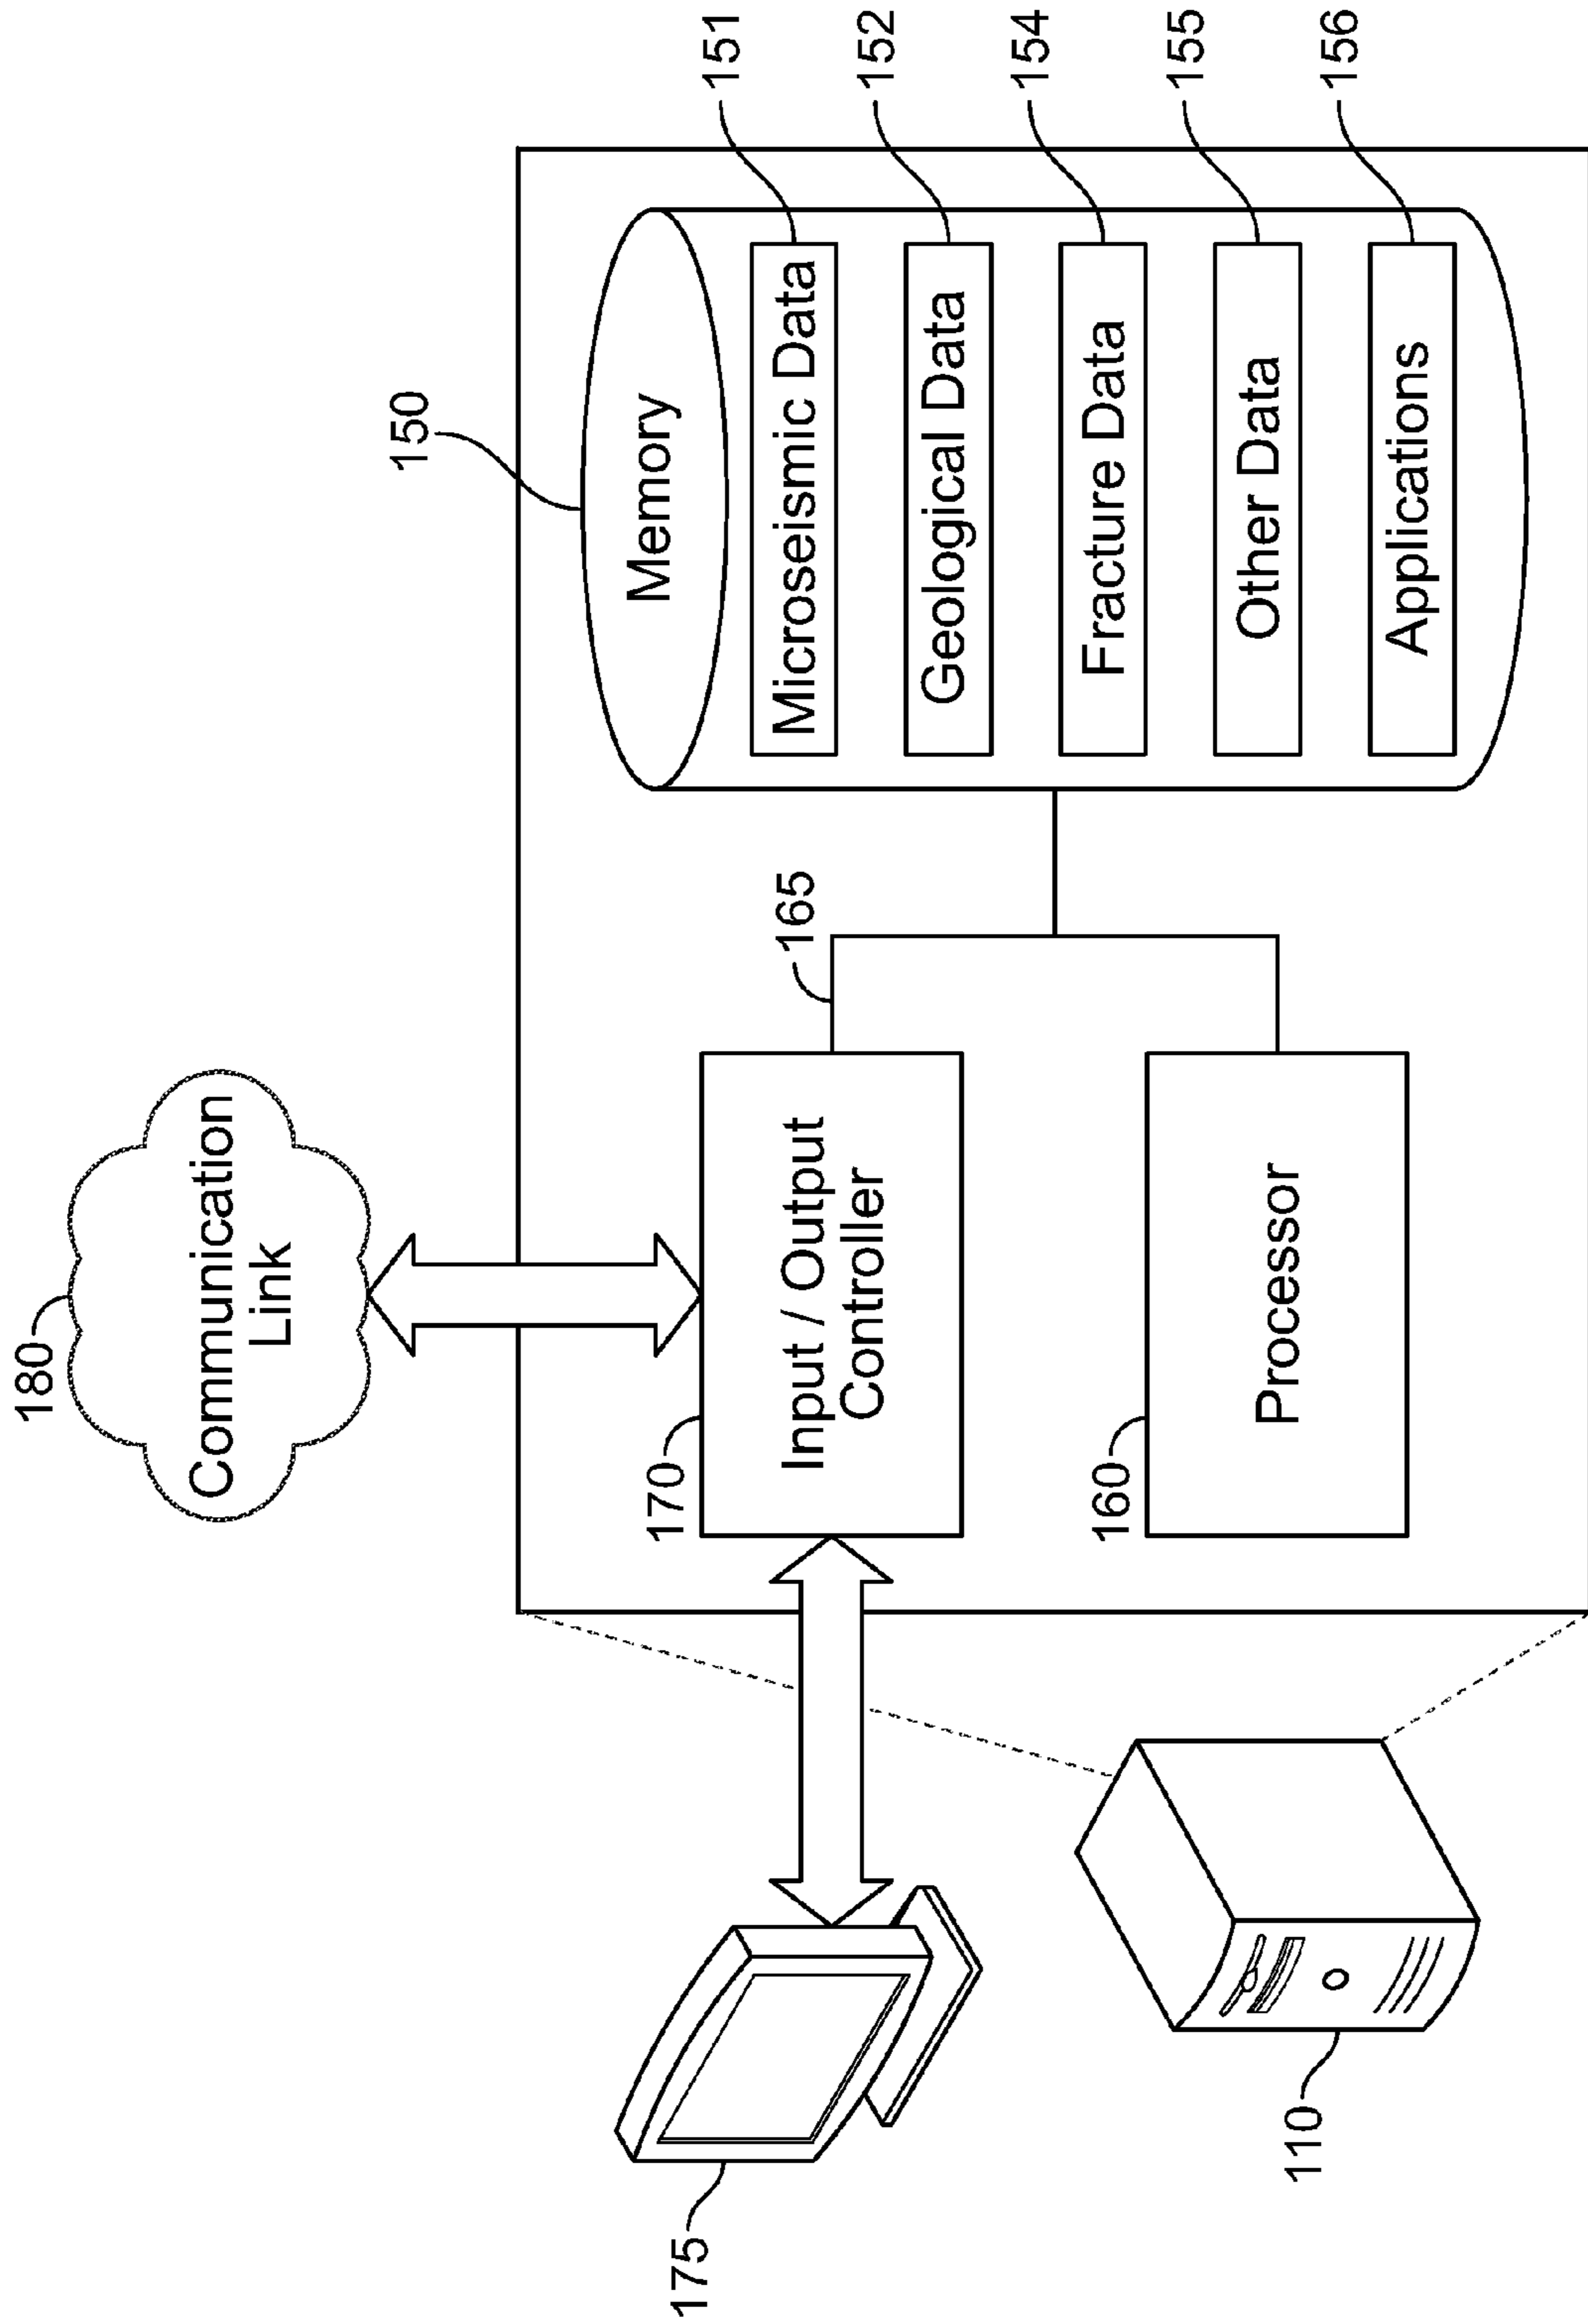 180
Communication
Link
150
Memory
151
Microseismic Data
152
Geological Data
154
Fracture Data
155
Other Data
156
Applications
165
170
Input / Output
Controller
160
Processor
175
110